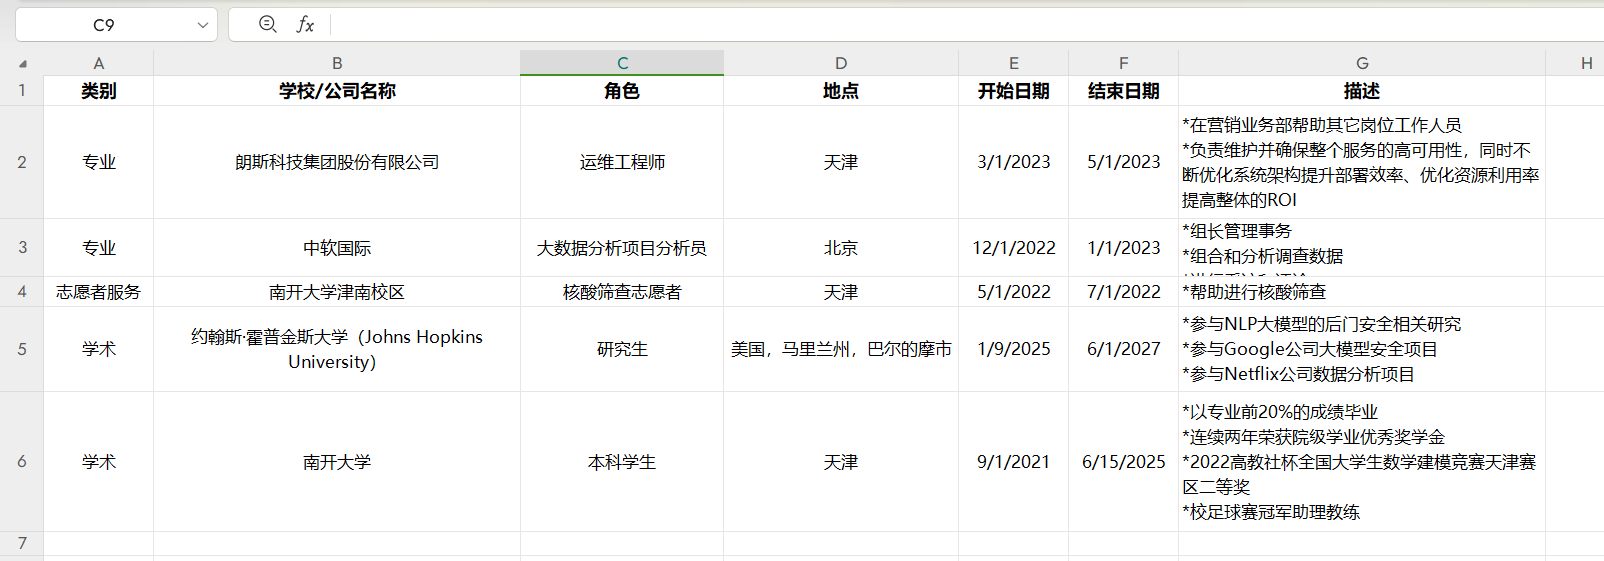 C9
fx
A B C D E F G H
1 类别 学校/公司名称 角色 地点 开始日期 结束日期 描述
*在营销业务部帮助其它岗位工作人员
2 专业 朗斯科技集团股份有限公司 运维工程师 天津 3/1/2023 5/1/2023 *负责维护并确保整个服务的高可用性，同时不
断优化系统架构提升部署效率、优化资源利用率
提高整体的ROI
*组长管理事务
3 专业 中软国际 大数据分析项目分析员 北京 12/1/2022 1/1/2023 *组合和分析调查数据
4 志愿者服务 南开大学津南校区 核酸筛查志愿者 天津 5/1/2022 7/1/2022 *帮助进行核酸筛查
*参与NLP大模型的后门安全相关研究
5 学术 约翰斯·霍普金斯大学（Johns Hopkins 研究生 美国，马里兰州，巴尔的摩市 1/9/2025 6/1/2027 *参与Google公司大模型安全项目
University） *参与Netflix公司数据分析项目
*以专业前20%的成绩毕业
*连续两年荣获院级学业优秀奖学金
6 学术 南开大学 本科学生 天津 9/1/2021 6/15/2025 *2022高教社杯全国大学生数学建模竞赛天津赛
区二等奖
*校足球赛冠军助理教练
7